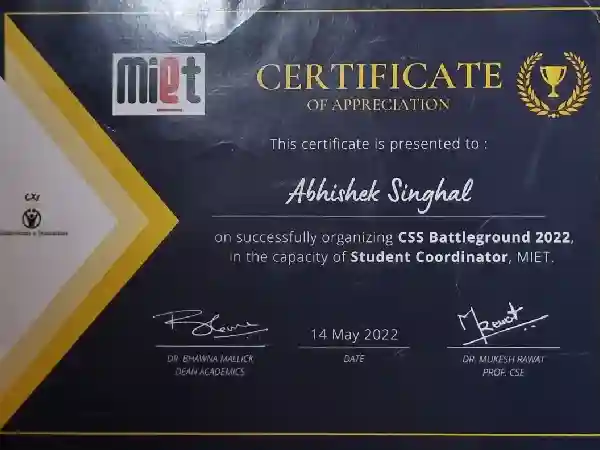 miet
CERTIFICATE
OF APPRECIATION
This certificate is presented to :
Abhishek Singhal
on successfully organizing CSS Battleground 2022,
in the capacity of Student Coordinator, MIET.
14 May 2022
DR. BHAWNA MALLICK
DEAN ACADEMICS
DATE
DR. MUKESH RAWAT
PROF. CSE